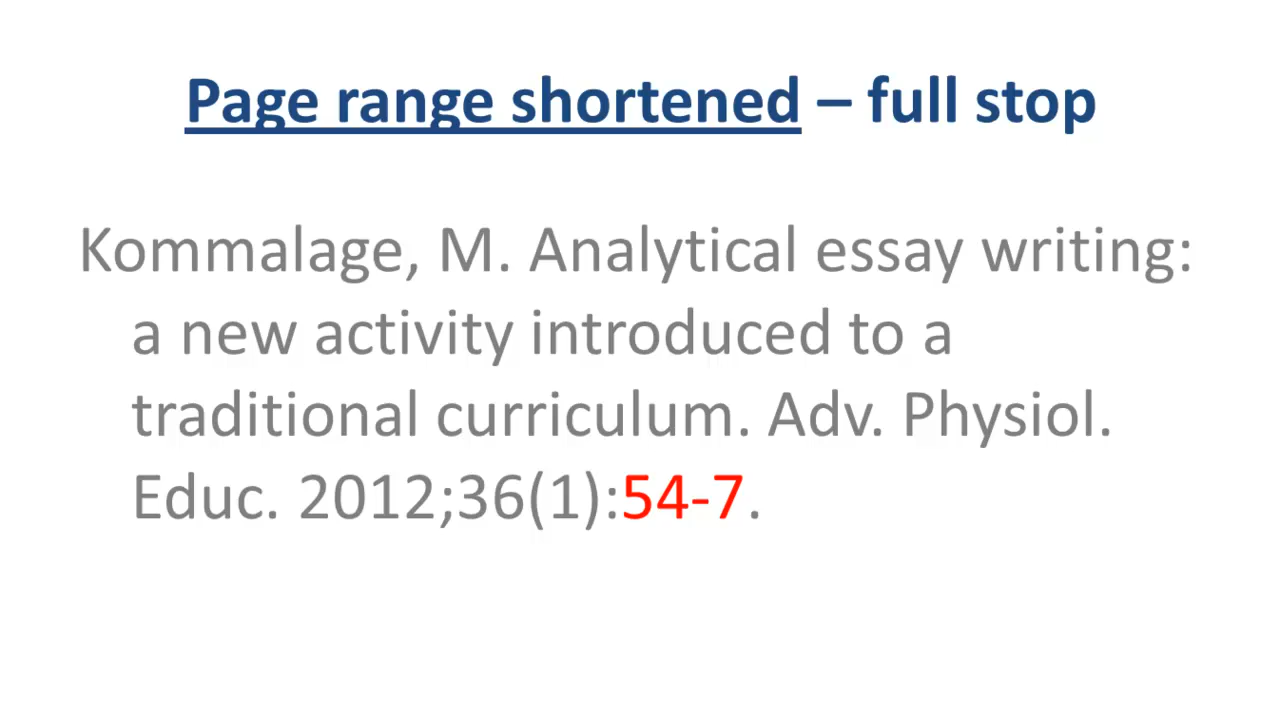 Page range shortened – full stop
Kommalage, M. Analytical essay writing:
a new activity introduced to a
traditional curriculum. Adv. Physiol.
Educ. 2012;36(1):54-7.